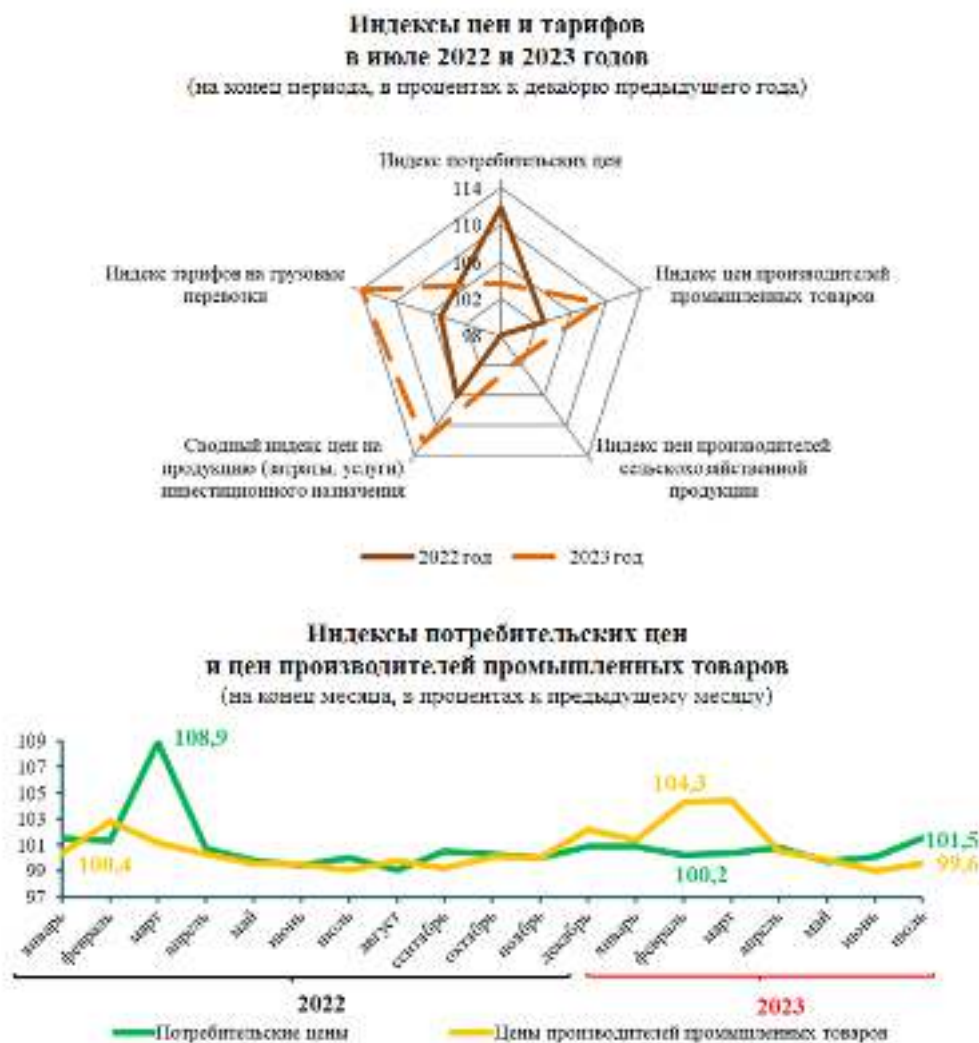 Индексы цен и тарифов
в июле 2022 и 2023 годов
(на конец периода, в процентах к декабрю предыдущего года)
Индекс потребительских цен
114
110
106
102
98
Индекс тарифов на грузовые
перевозки
Индекс цен производителей
промышленных товаров
Сводный индекс цен на
продукцию (затраты, услуги)
инвестиционного назначения
Индекс цен производителей
сельскохозяйственной
продукции
2022 год
2023 год
Индексы потребительских цен
и цен производителей промышленных товаров
(на конец месяца, в процентах к предыдущему месяцу)
109
107
105
103
101
99
97
108,9
100,4
104,3
100,2
101,5
99,6
январь
февраль
март
апрель
май
июнь
июль
август
сентябрь
октябрь
ноябрь
декабрь
январь
февраль
март
апрель
май
июнь
июль
2022
2023
Потребительские цены
Цены производителей промышленных товаров